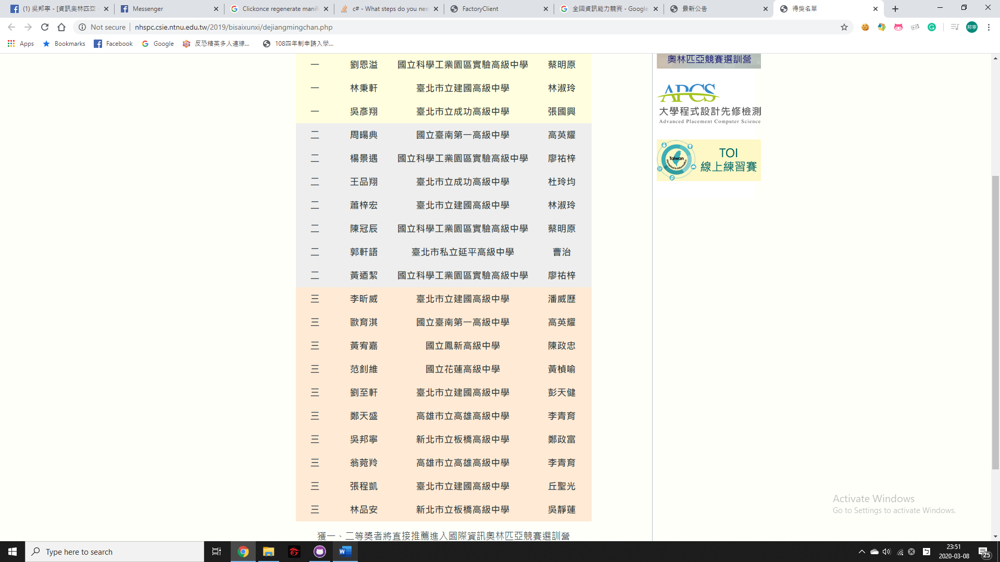 (1) 吳邦寧 - [資訊奧林匹亞
Messenger
Clickonce regenerate manif
c# - What steps do you nee
FactoryClient
全國資訊能力競賽 - Google
最新公告
得獎名單
Not secure
nhspc.csie.ntnu.edu.tw/2019/bisaixunxi/dejiangmingchan.php
邦寧
Apps
Bookmarks
Facebook
Google
反恐精英多人連線...
108四年制申請入學...
一 劉恩溢 國立科學工業園區實驗高級中學 蔡明原
一 林秉軒 臺北市立建國高級中學 林淑玲
一 吳彥翔 臺北市立成功高級中學 張國興
二 周暘典 國立臺南第一高級中學 高英耀
二 楊景遇 國立科學工業園區實驗高級中學 廖祐梓
二 王品翔 臺北市立成功高級中學 杜玲均
二 蕭梓宏 臺北市立建國高級中學 林淑玲
二 陳冠辰 國立科學工業園區實驗高級中學 蔡明原
二 郭軒語 臺北市私立延平高級中學 曹治
二 黃迺絜 國立科學工業園區實驗高級中學 廖祐梓
三 李昕威 臺北市立建國高級中學 潘威歷
三 歐育淇 國立臺南第一高級中學 高英耀
三 黃宥嘉 國立鳳新高級中學 陳政忠
三 范釗維 國立花蓮高級中學 黃楨喻
三 劉至軒 臺北市立建國高級中學 彭天健
三 鄭天盛 高雄市立高雄高級中學 李青育
三 吳邦寧 新北市立板橋高級中學 鄭政富
三 翁菀羚 高雄市立高雄高級中學 李青育
三 張程凱 臺北市立建國高級中學 丘聖光
三 林品安 新北市立板橋高級中學 吳靜蓮
獲一、二等獎者將直接推薦進入國際資訊奧林匹亞競賽選訓營
奧林匹亞競賽選訓營
APCS
大學程式設計先修檢測
Advanced Placement Computer Science
Taiwan
TOI
線上練習賽
Activate Windows
Go to Settings to activate Windows.
Type here to search
23:51
2020-03-08
25